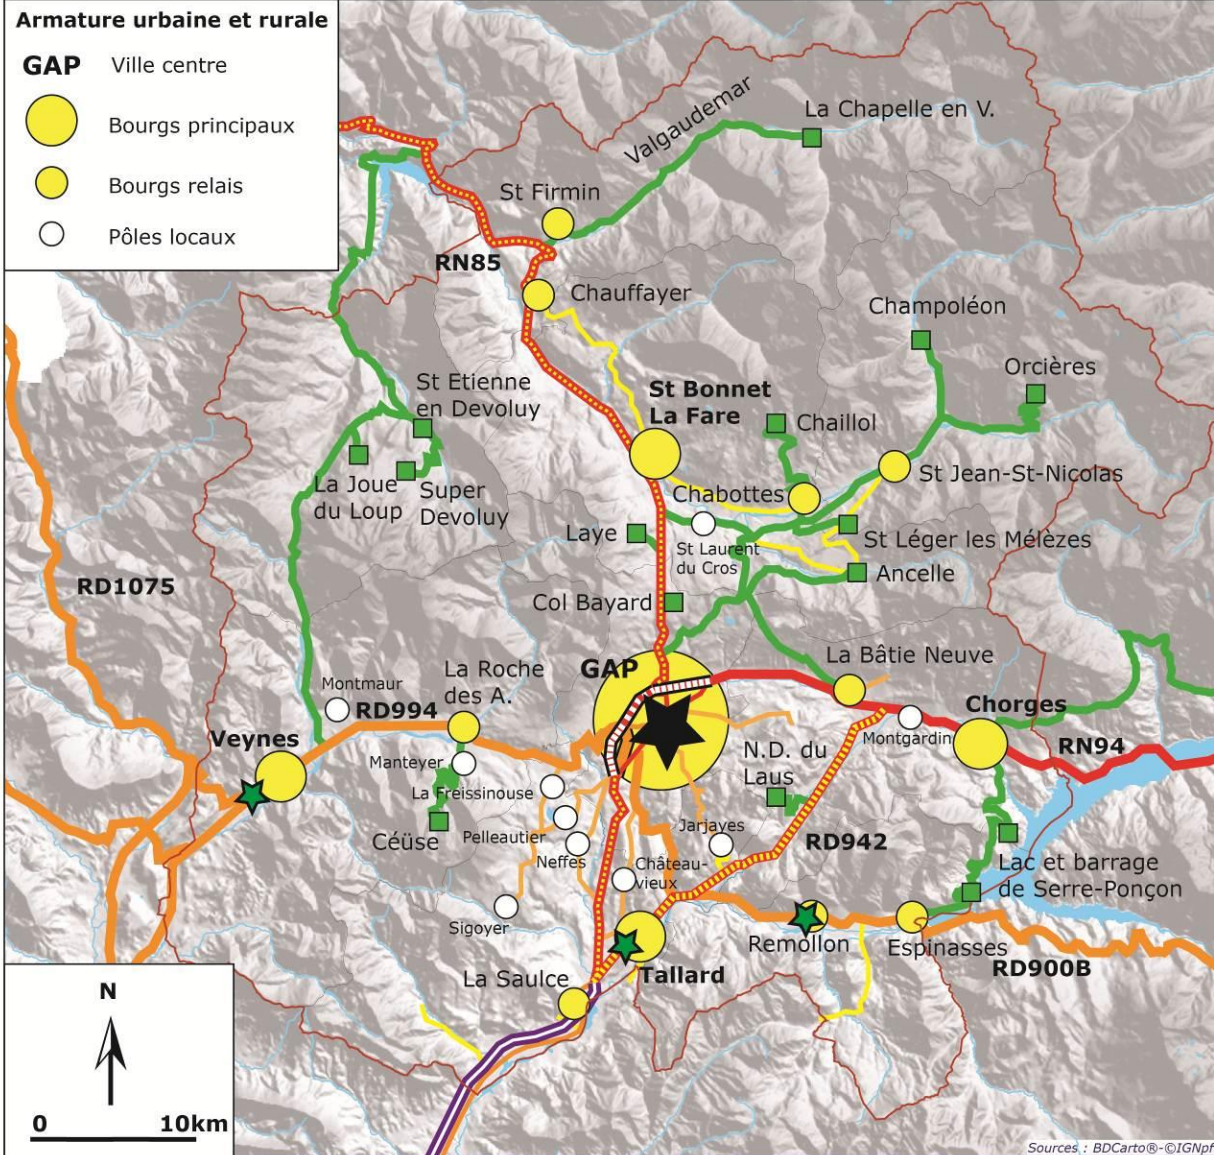 Armature urbaine et rurale
GAP Ville centre
Bourgs principaux
Bourgs relais
Pôles locaux
La Chapelle en V.
Valgaudemar
St Firmin
RN85
Chauffayer
Champoléon
Orcières
St Etienne
en Devoluy
St Bonnet
La Fare
Chaillol
St Jean-St-Nicolas
La Joue
du Loup
Super
Devoluy
Chabottes
Laye
St Laurent
du Cros
St Léger les Mélèzes
Ancelle
RD1075
Col Bayard
La Bâtie Neuve
GAP
La Roche
des A.
Montmaur
RD994
Chorges
Veynes
Montgardin
RN94
N.D. du
Laus
Manteyer
La Freissinouse
Céüse
Pelleautier
Neffes
Jarjayes
RD942
Château-
vieux
Lac et barrage
de Serre-Ponçon
Sigoyer
Remollon
Espinasses
RD900B
La Saulce
Tallard
N
0 10km
Sources : BDCarto®-©IGNpf